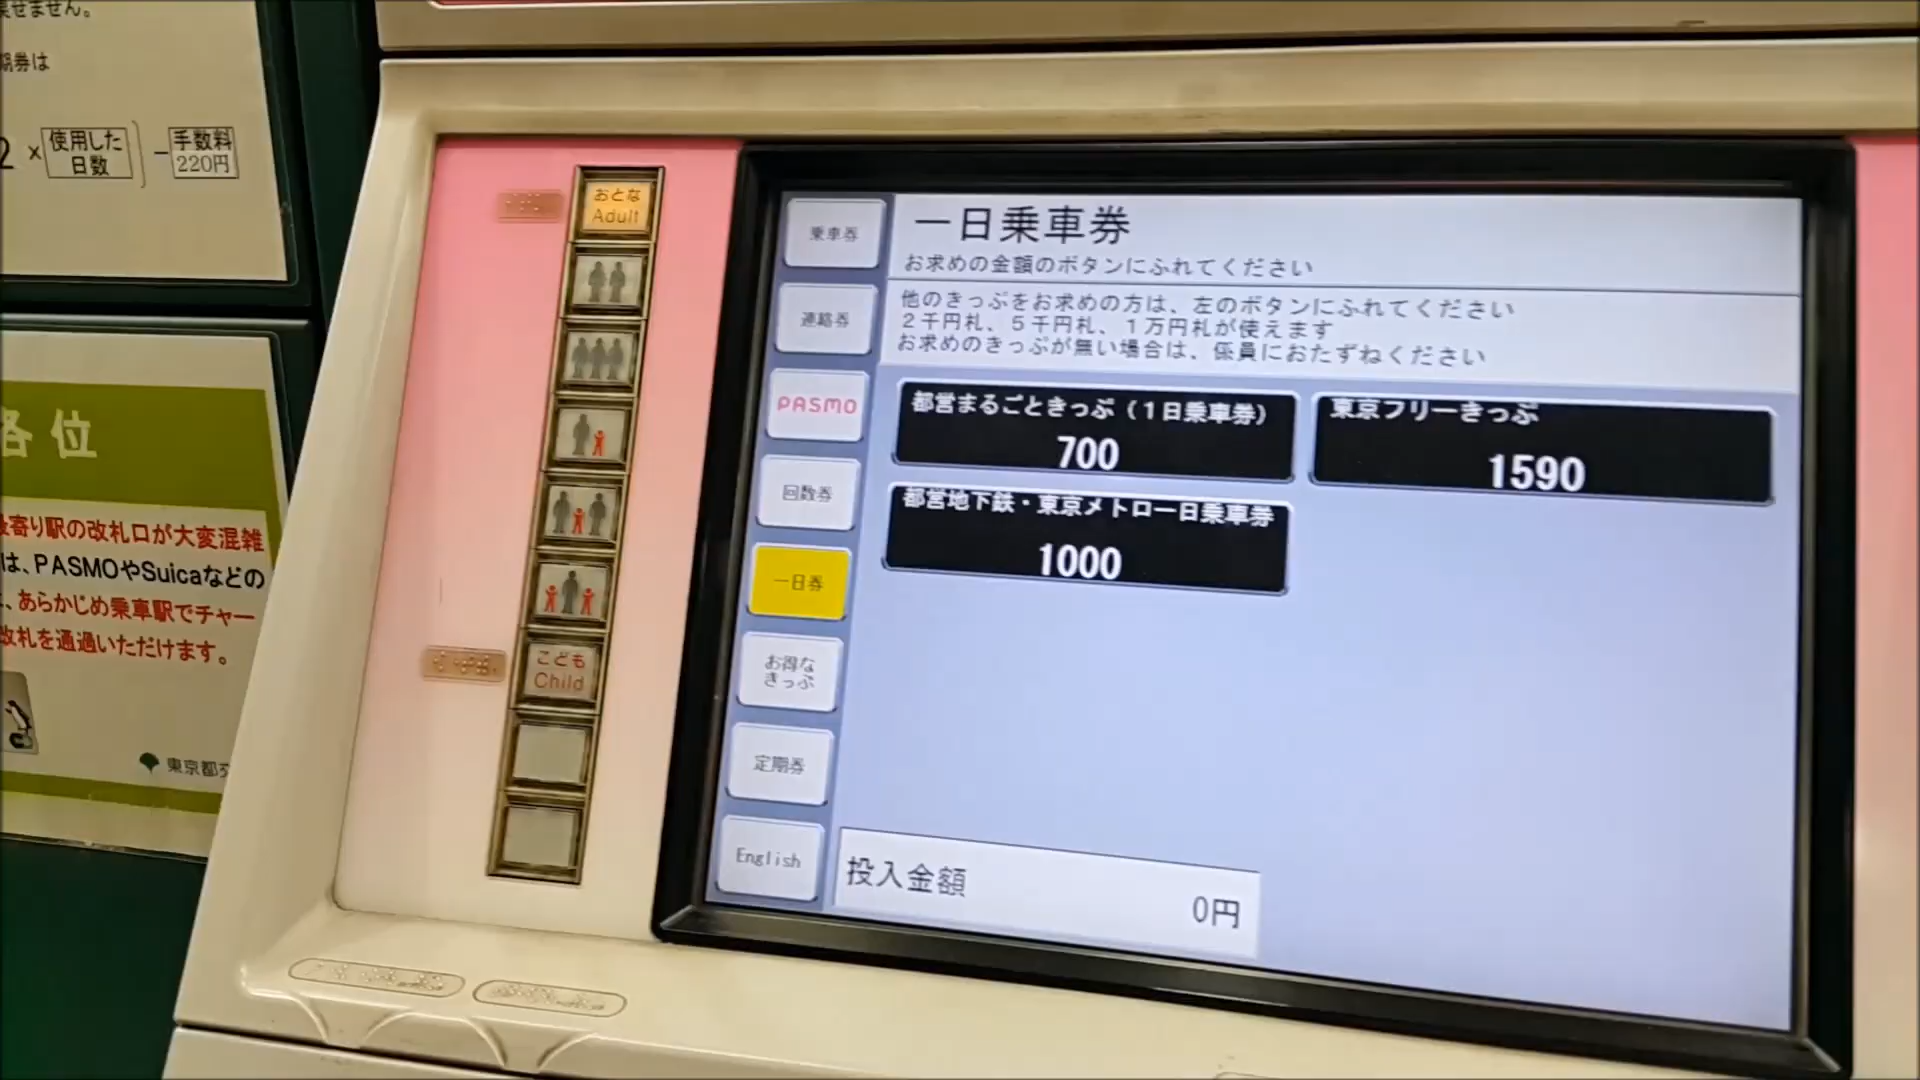 ません。
期券は
2×
使用した
日数
－
手数料
220円
各位
寄り駅の改札口が大変混雑
は、PASMOやSuicaなどの
、あらかじめ乗車駅でチャー
改札を通過いただけます。
東京都交
おとな
Adult
こども
Child
乗車券
連絡券
PASMO
回数券
一日券
お得な
きっぷ
定期券
English
一日乗車券
お求めの金額のボタンにふれてください
他のきっぷをお求めの方は、左のボタンにふれてください
2千円札、5千円札、1万円札が使えます
お求めのきっぷが無い場合は、係員におたずねください
都営まるごときっぷ（1日乗車券）
700
東京フリーきっぷ
1590
都営地下鉄・東京メトロ一日乗車券
1000
投入金額
0円